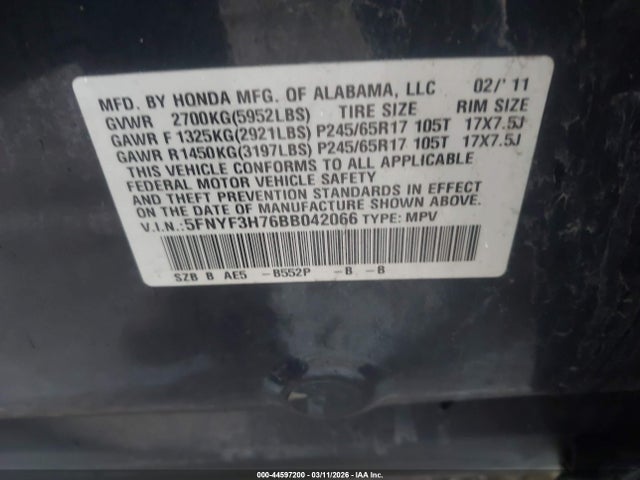 MFD. BY HONDA MFG. OF ALABAMA, LLC 02/' 11
GVWR 2700KG(5952LBS) TIRE SIZE RIM SIZE
GAWR F 1325KG(2921LBS) P245/65R17 105T 17X7.5J
GAWR R1450KG(3197LBS) P245/65R17 105T 17X7.5J
THIS VEHICLE CONFORMS TO ALL APPLICABLE
FEDERAL MOTOR VEHICLE SAFETY
AND THEFT PREVENTION STANDARDS IN EFFECT
ON THE DATE OF MANUFACTURE SHOWN ABOVE.
V.I.N.:5FNYF3H76BB042066 TYPE: MPV
SZB B AE5 -B552P -B -B
000-44597200 - 03/11/2026 - IAA Inc.